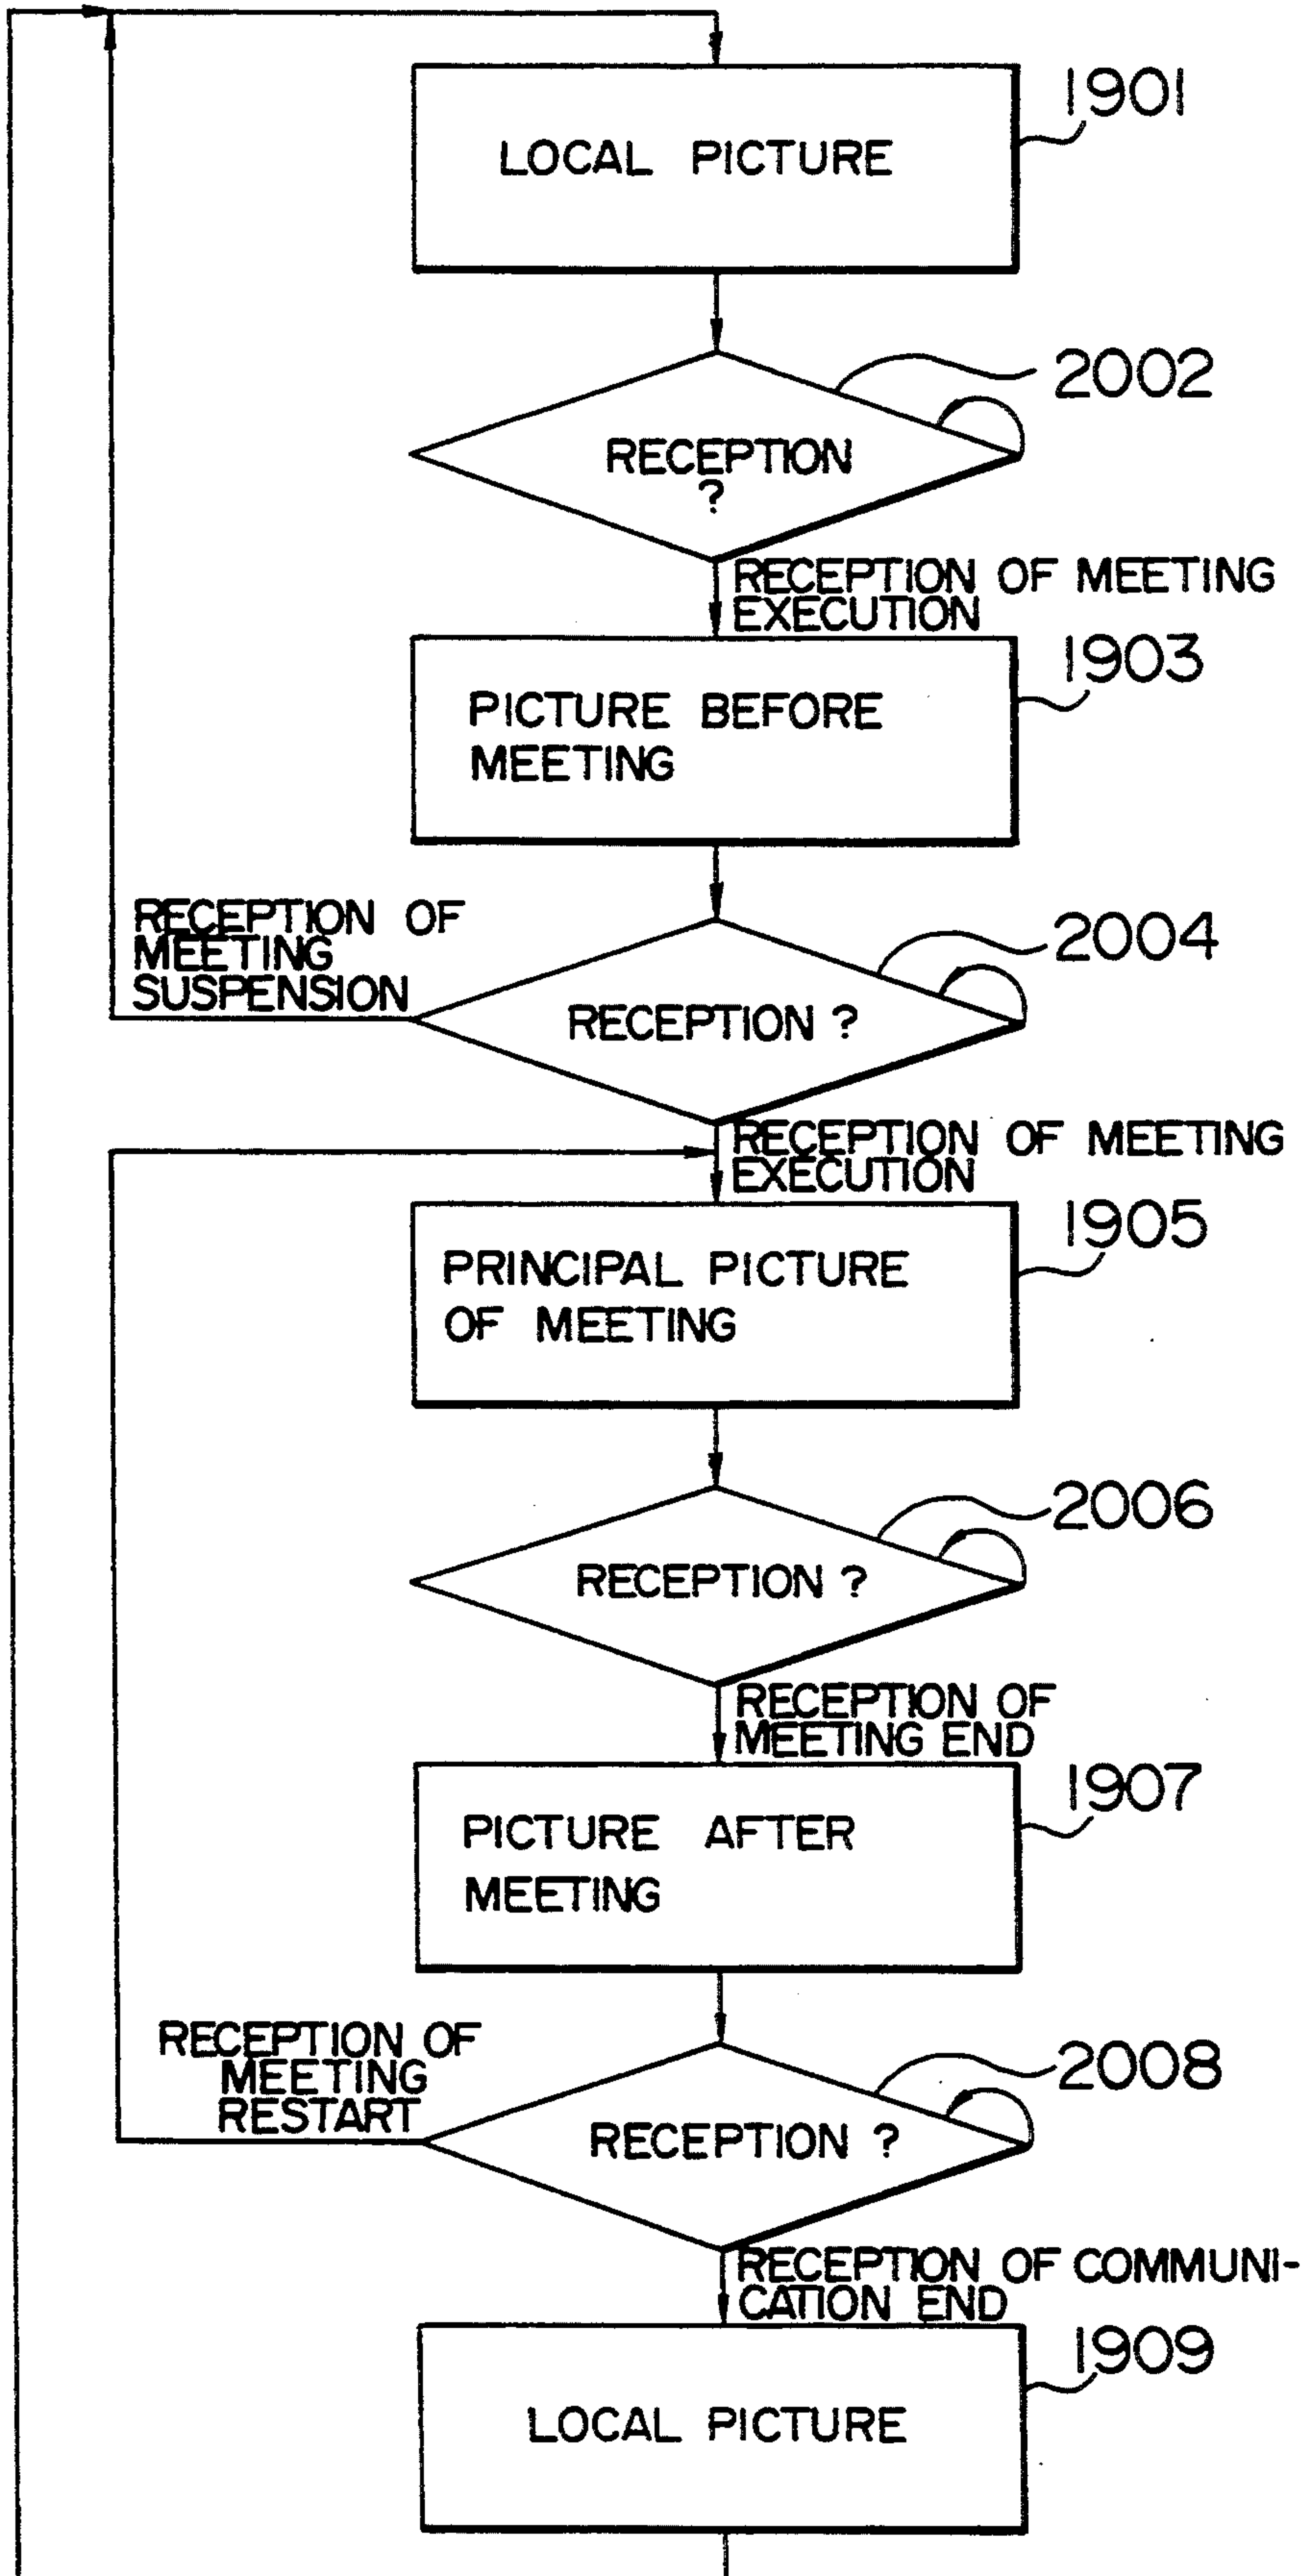 1901
LOCAL PICTURE
2002
RECEPTION
?
RECEPTION OF MEETING
EXECUTION
1903
PICTURE BEFORE
MEETING
RECEPTION OF
MEETING
SUSPENSION
2004
RECEPTION ?
RECEPTION OF MEETING
EXECUTION
1905
PRINCIPAL PICTURE
OF MEETING
2006
RECEPTION ?
RECEPTION OF
MEETING END
1907
PICTURE AFTER
MEETING
RECEPTION OF
MEETING
RESTART
2008
RECEPTION ?
RECEPTION OF COMMUNI-
CATION END
1909
LOCAL PICTURE